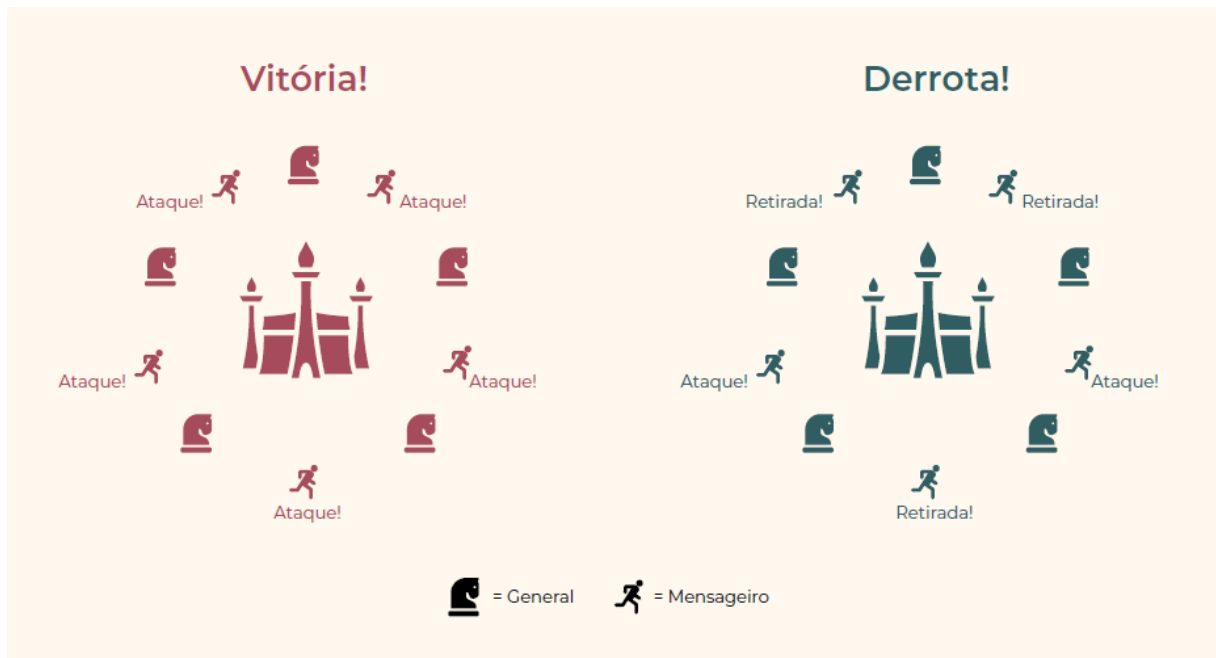 Vitória!
Derrota!
Ataque!
Ataque!
Retirada!
Retirada!
Ataque!
Ataque!
Ataque!
Ataque!
Ataque!
Retirada!
= General
= Mensageiro